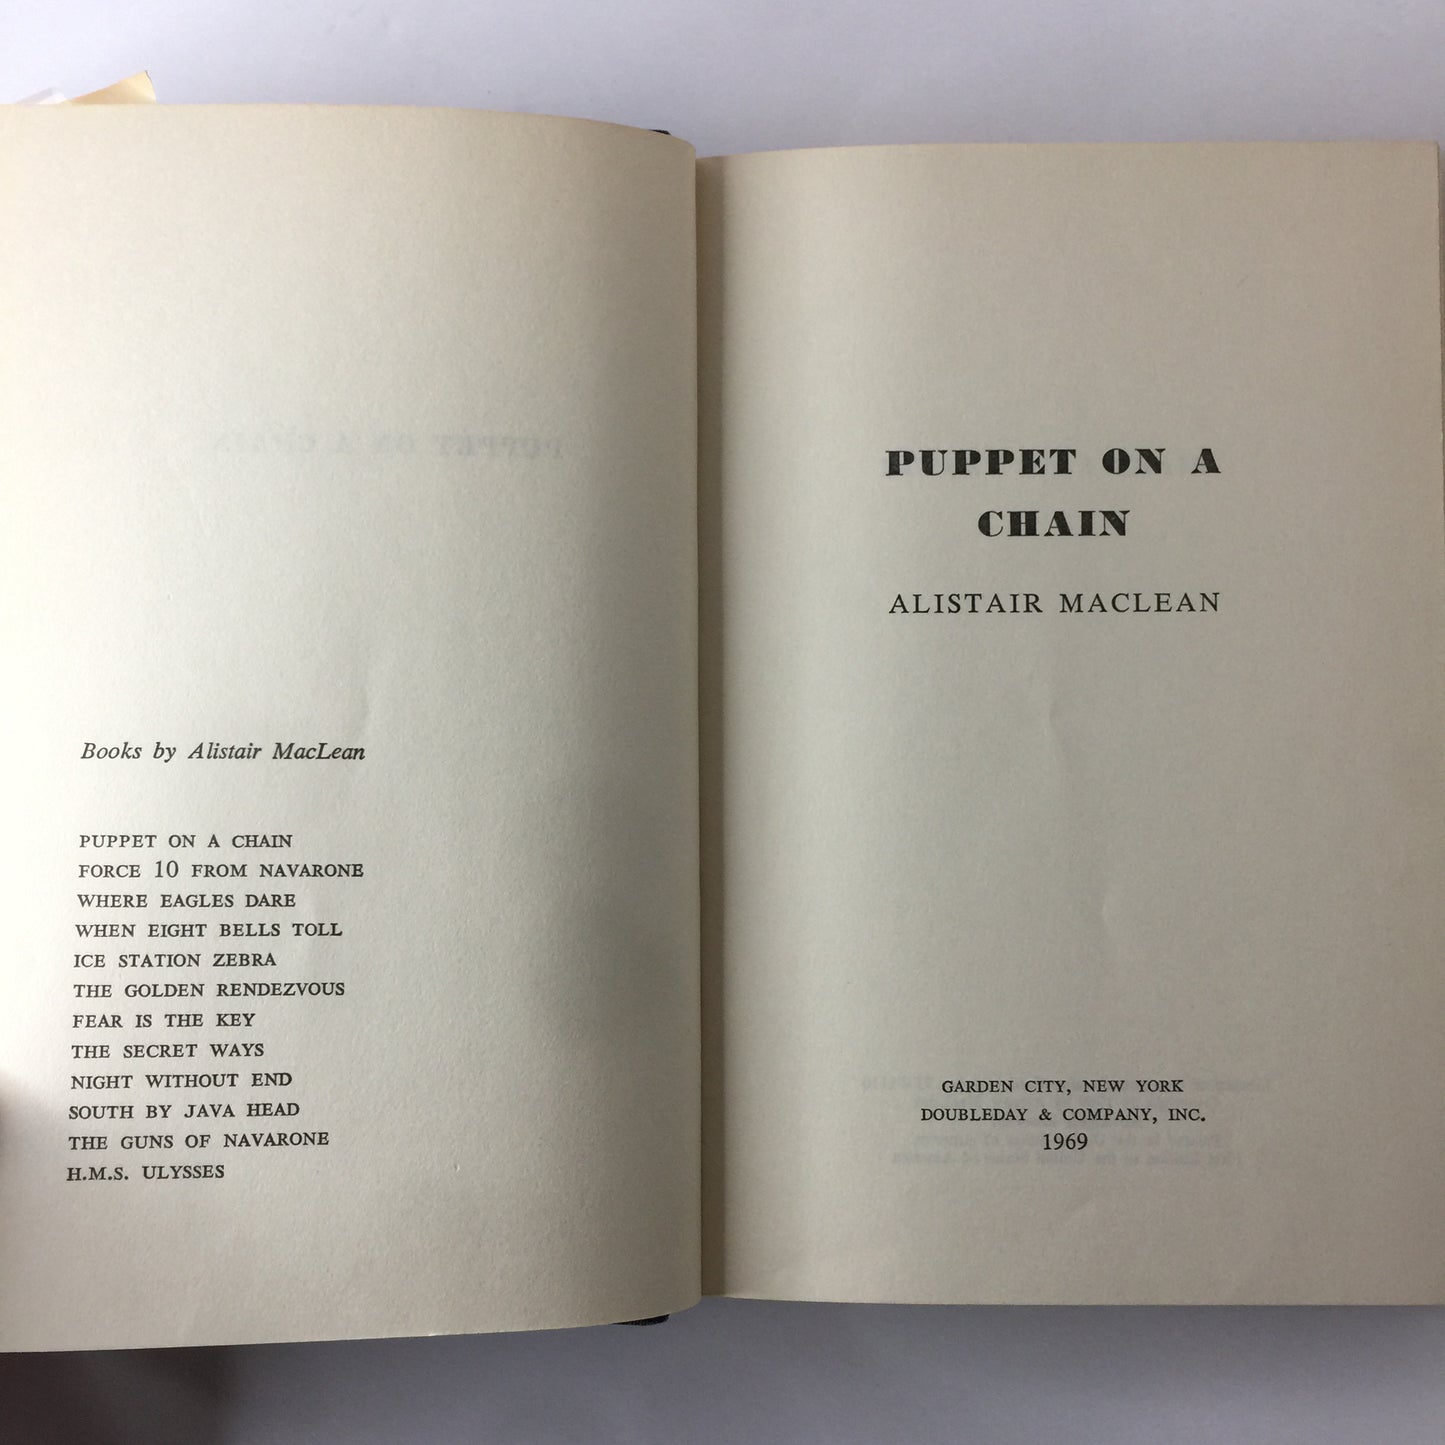 Books by Alistair MacLean
PUPPET ON A CHAIN
FORCE 10 FROM NAVARONE
WHERE EAGLES DARE
WHEN EIGHT BELLS TOLL
ICE STATION ZEBRA
THE GOLDEN RENDEZVOUS
FEAR IS THE KEY
THE SECRET WAYS
NIGHT WITHOUT END
SOUTH BY JAVA HEAD
THE GUNS OF NAVARONE
H.M.S. ULYSSES
PUPPET ON A
CHAIN
ALISTAIR MACLEAN
GARDEN CITY, NEW YORK
DOUBLEDAY & COMPANY, INC.
1969